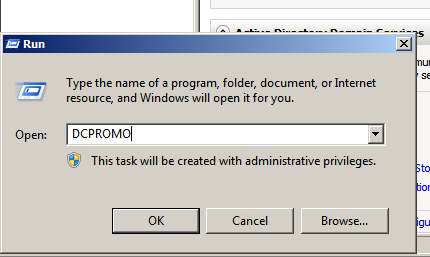 Active Directory Domain Services
Run
Type the name of a program, folder, document, or Internet
resource, and Windows will open it for you.
Open:
DCPROMO
This task will be created with administrative privileges.
OK
Cancel
Browse...